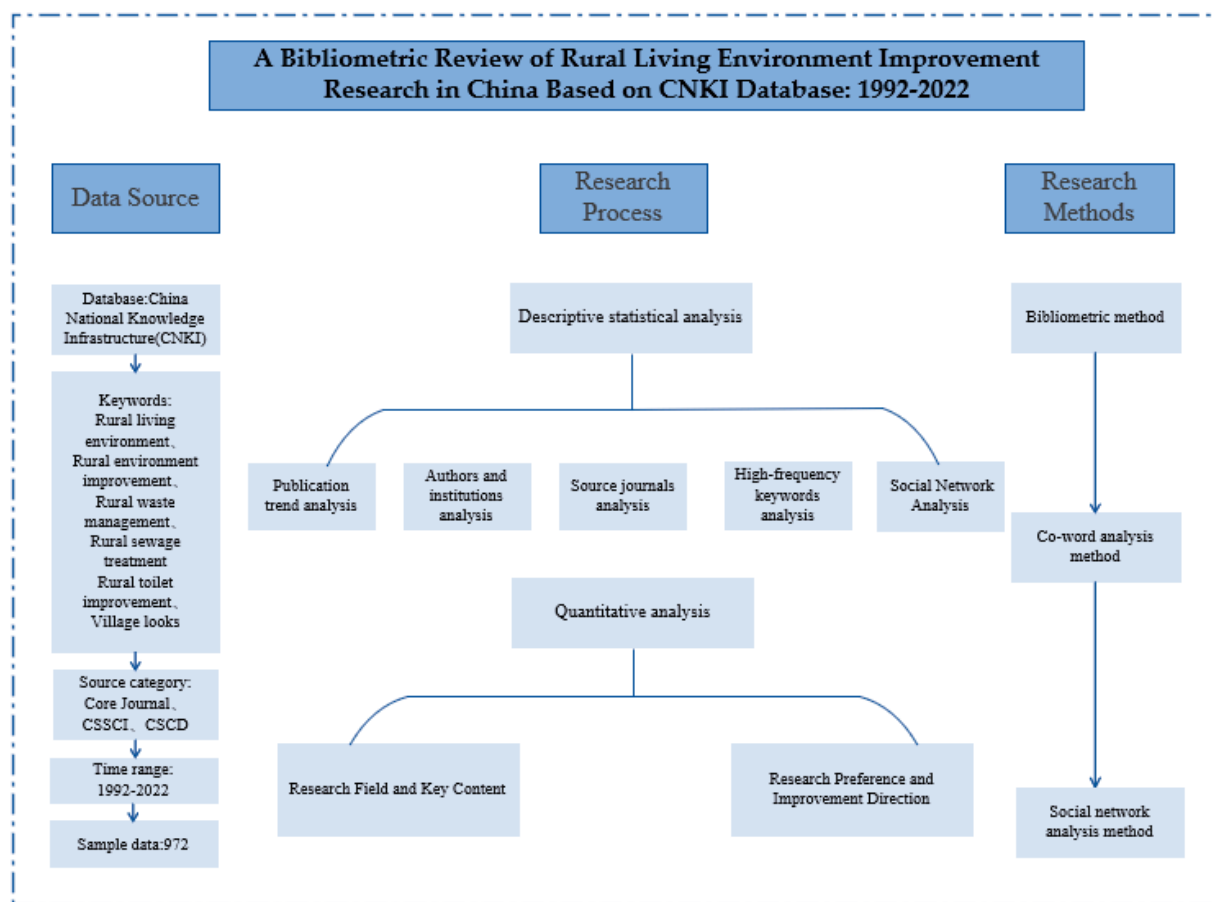 A Bibliometric Review of Rural Living Environment Improvement
Research in China Based on CNKI Database: 1992-2022
Data Source
Research
Process
Research
Methods
Database:China
National Knowledge
Infrastructure(CNKI)
Keywords:
Rural living
environment、
Rural environment
improvement、
Rural waste
management、
Rural sewage
treatment
Rural toilet
improvement、
Village looks
Source category:
Core Journal、
CSSCI、CSCD
Time range:
1992-2022
Sample data:972
Descriptive statistical analysis
Publication
trend analysis
Authors and
institutions
analysis
Source journals
analysis
High-frequency
keywords
analysis
Social Network
Analysis
Quantitative analysis
Research Field and Key Content
Research Preference and
Improvement Direction
Bibliometric method
Co-word analysis
method
Social network
analysis method